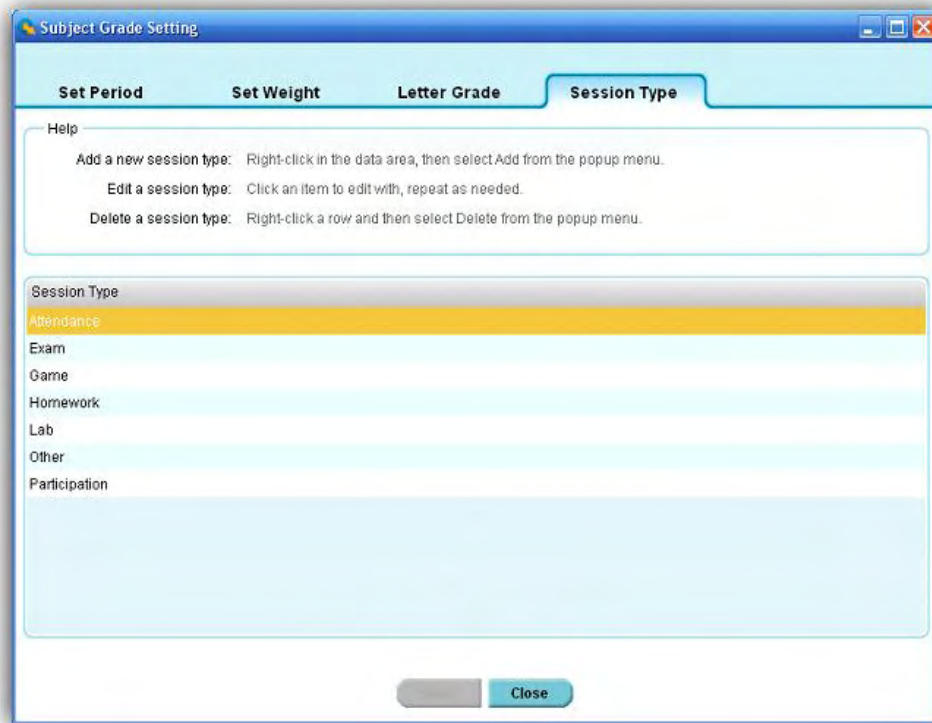 Subject Grade Setting
Set Period Set Weight Letter Grade Session Type
Help
Add a new session type: Right-click in the data area, then select Add from the popup menu.
Edit a session type: Click an item to edit with, repeat as needed.
Delete a session type: Right-click a row and then select Delete from the popup menu.
Session Type
Attendance
Exam
Game
Homework
Lab
Other
Participation
Close